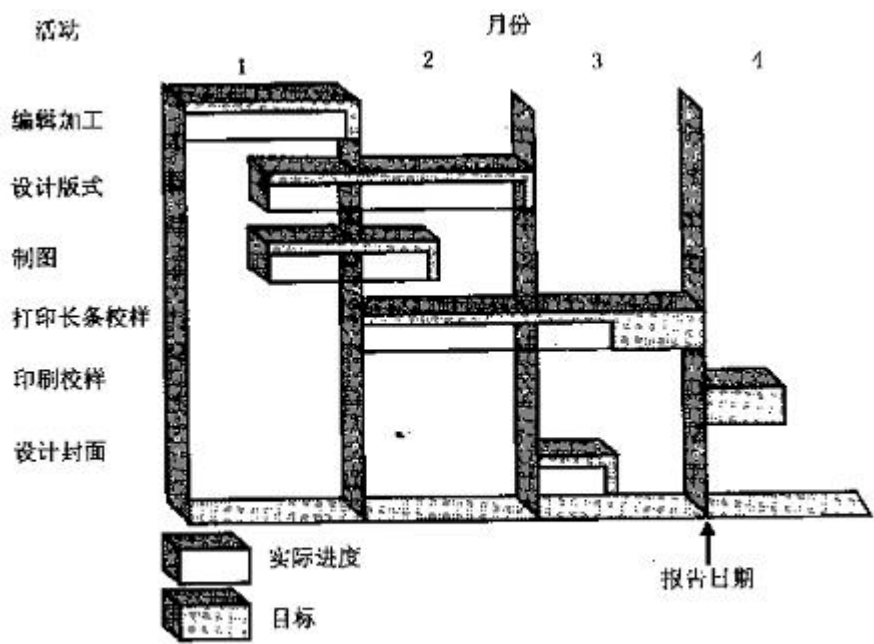 活动
月份
1 2 3 4
编辑加工
设计版式
制图
打印长条校样
印刷校样
设计封面
实际进度
报告日期
目标